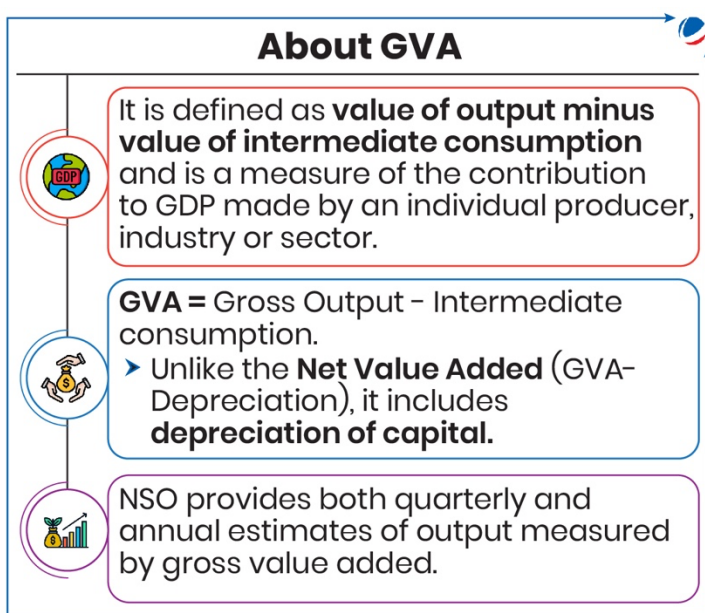 About GVA
It is defined as value of output minus
value of intermediate consumption
and is a measure of the contribution
to GDP made by an individual producer,
industry or sector.
GDP
GVA = Gross Output - Intermediate
consumption.
Unlike the Net Value Added (GVA-
Depreciation), it includes
depreciation of capital.
$
NSO provides both quarterly and
annual estimates of output measured
by gross value added.
$